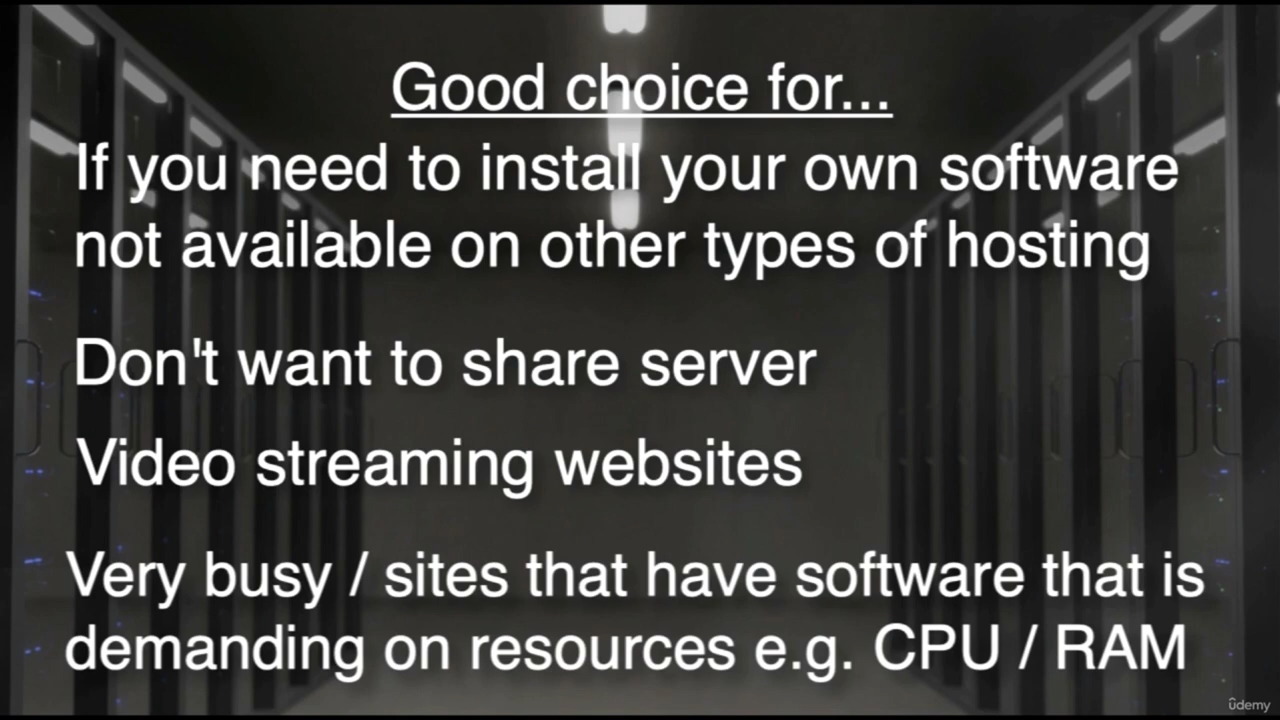 Good choice for...
If you need to install your own software
not available on other types of hosting
Don't want to share server
Video streaming websites
Very busy / sites that have software that is
demanding on resources e.g. CPU / RAM
ûdemy